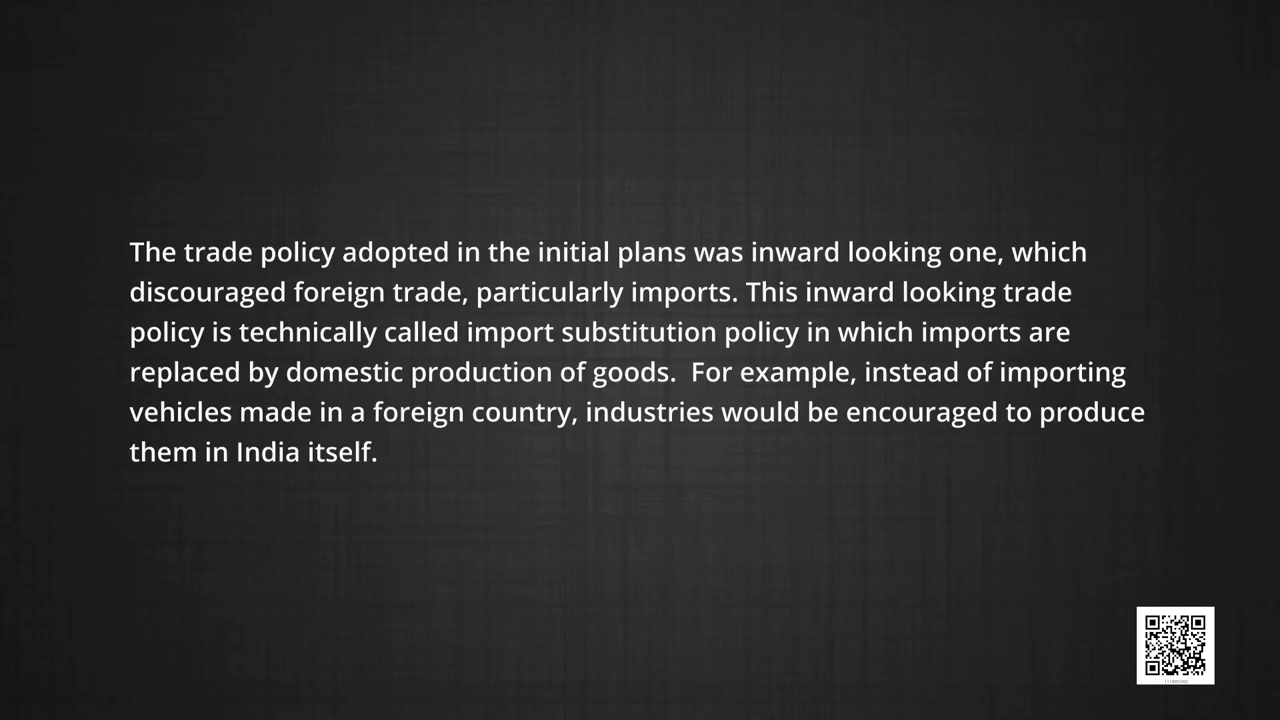 The trade policy adopted in the initial plans was inward looking one, which
discouraged foreign trade, particularly imports. This inward looking trade
policy is technically called import substitution policy in which imports are
replaced by domestic production of goods.  For example, instead of importing
vehicles made in a foreign country, industries would be encouraged to produce
them in India itself.